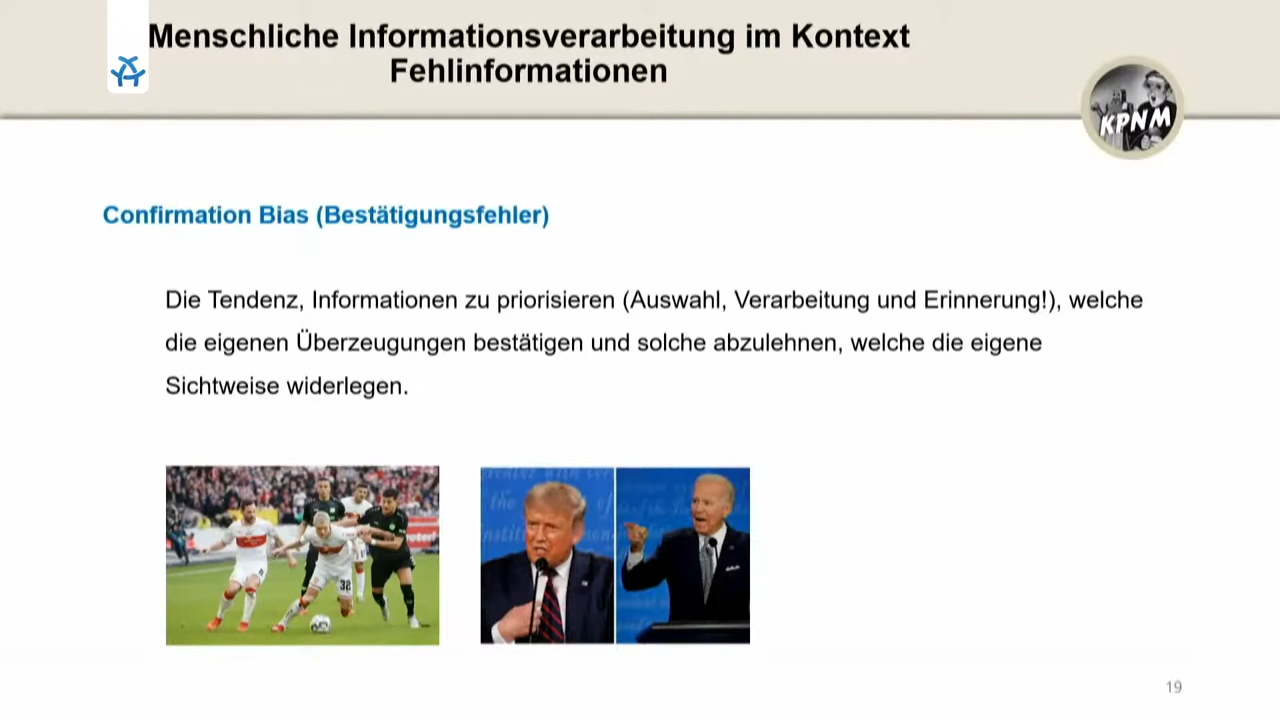 Menschliche Informationsverarbeitung im Kontext
Fehlinformationen
KPNM
Confirmation Bias (Bestätigungsfehler)
Die Tendenz, Informationen zu priorisieren (Auswahl, Verarbeitung und Erinnerung!), welche
die eigenen Überzeugungen bestätigen und solche abzulehnen, welche die eigene
Sichtweise widerlegen.
32
the
19